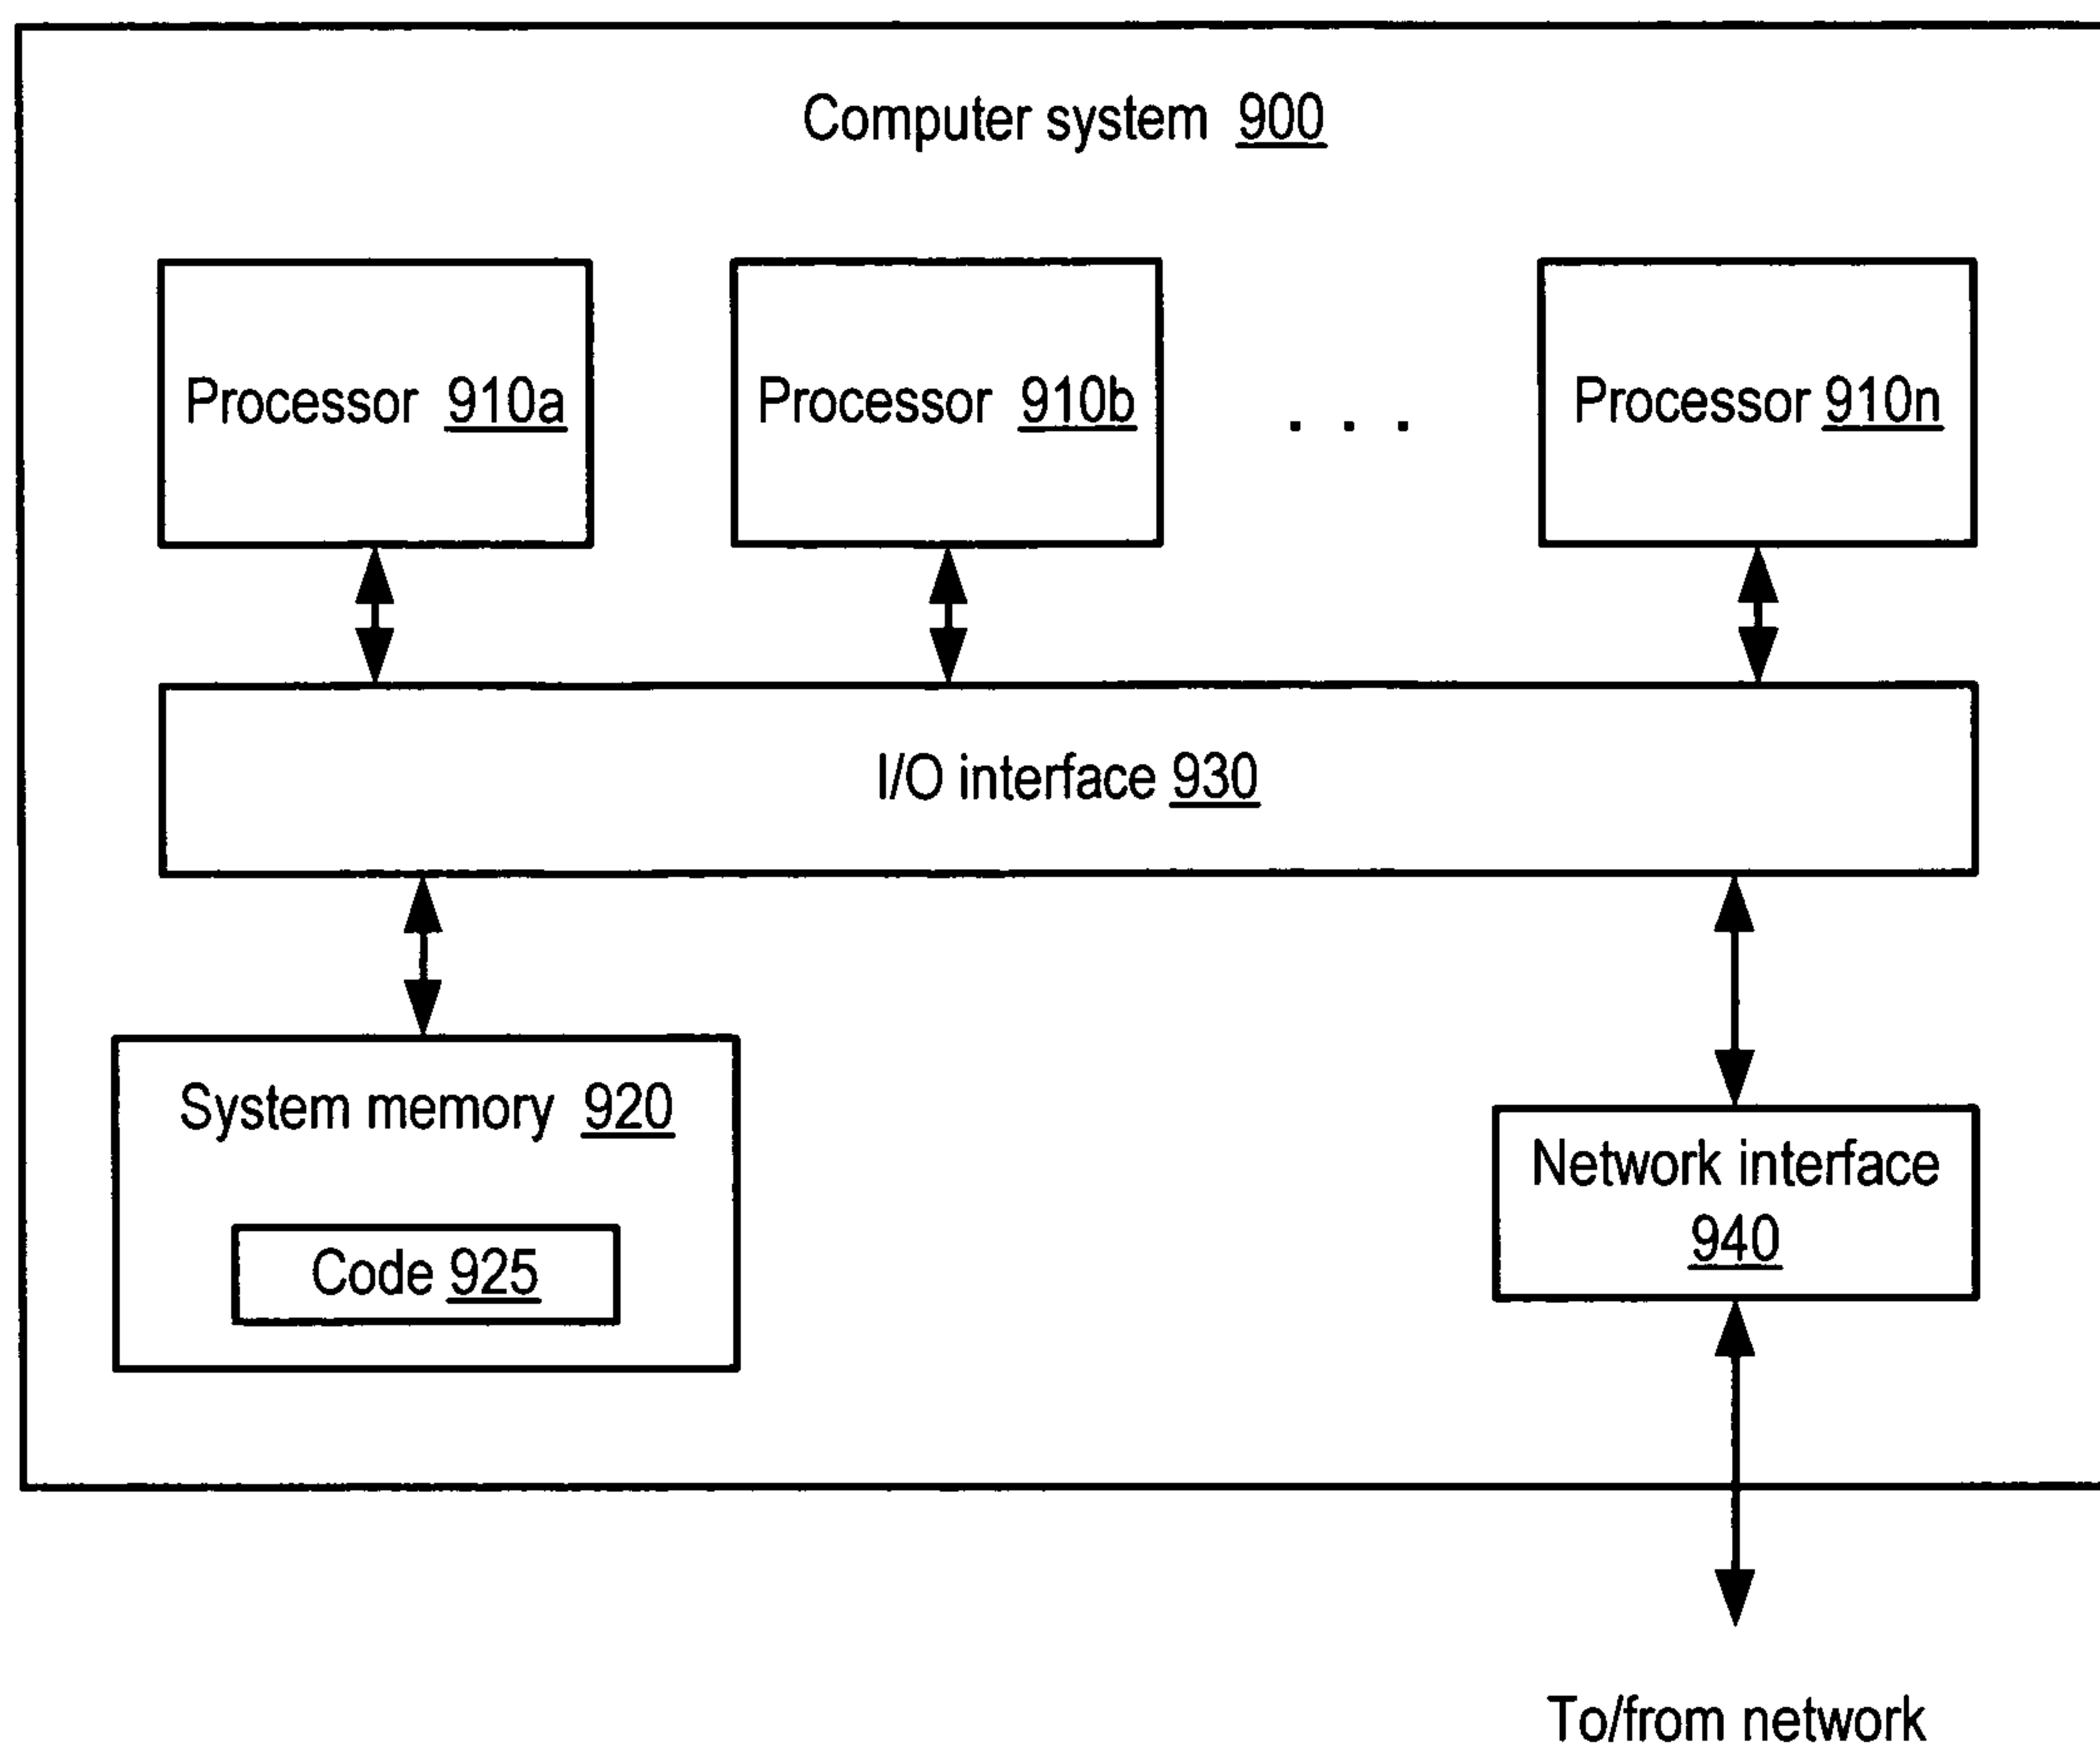 Computer system 900
Processor 910a
Processor 910b
. . .
Processor 910n
I/O interface 930
System memory 920
Code 925
Network interface
940
To/from network